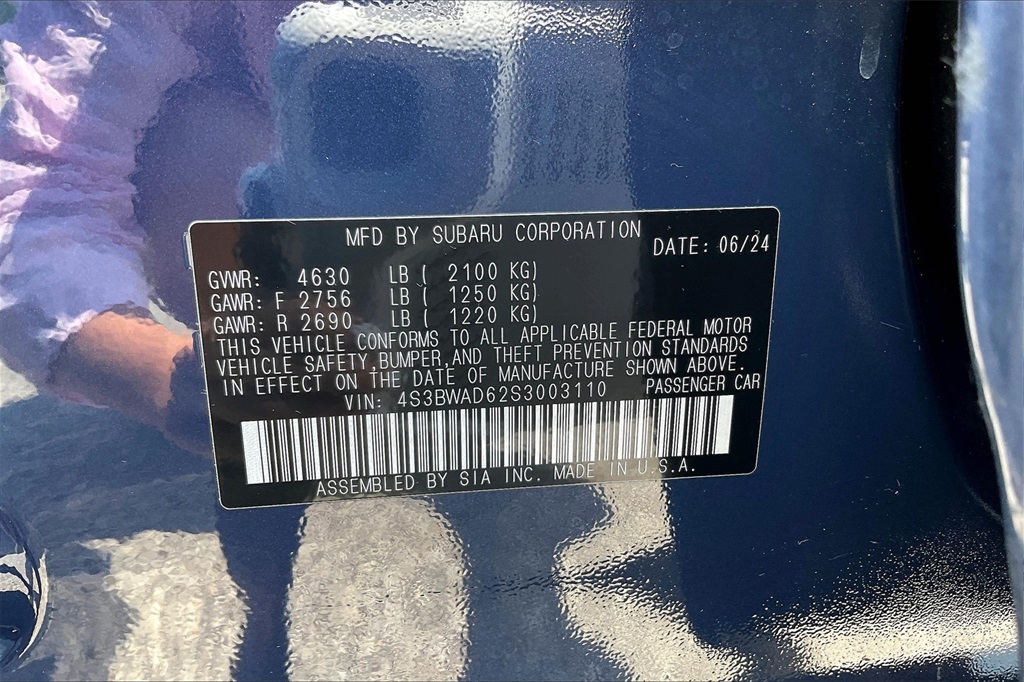 MFD BY SUBARU CORPORATION DATE: 06/24
GVWR: 4630 LB ( 2100 KG)
GAWR: F 2756 LB ( 1250 KG)
GAWR: R 2690 LB ( 1220 KG)
THIS VEHICLE CONFORMS TO ALL APPLICABLE FEDERAL MOTOR
VEHICLE SAFETY,BUMPER,AND THEFT PREVENTION STANDARDS
IN EFFECT ON THE DATE OF MANUFACTURE SHOWN ABOVE.
VIN: 4S3BWAD62S3003110 PASSENGER CAR
ASSEMBLED BY SIA INC. MADE IN U.S.A.